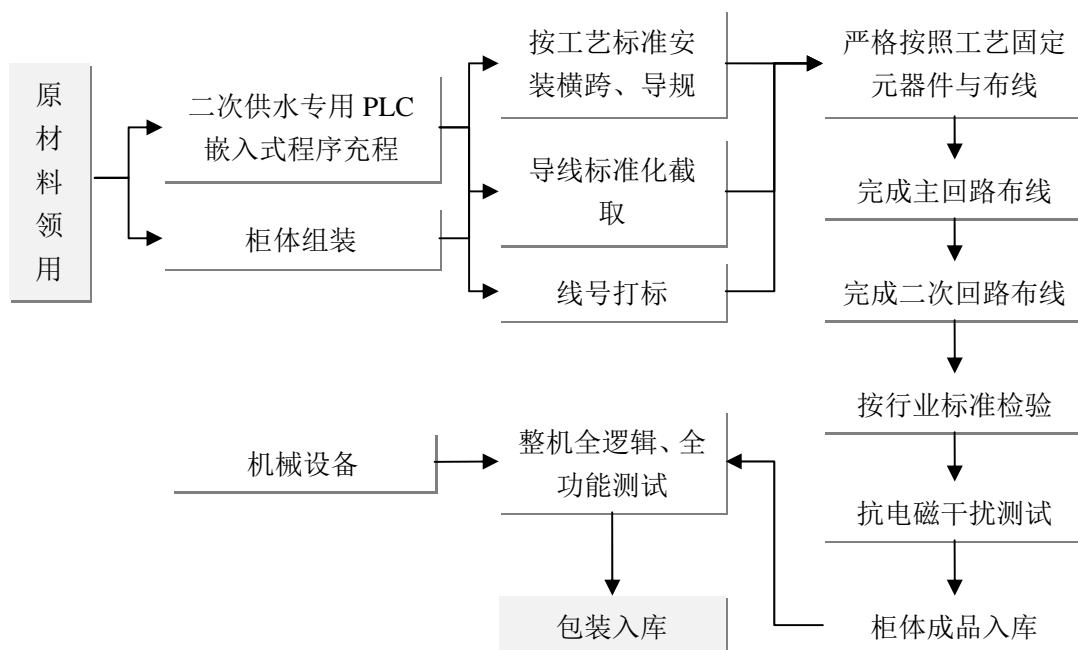 原
材
料
领
用
二次供水专用 PLC
嵌入式程序充程
柜体组装
按工艺标准安
装横跨、导规
导线标准化截
取
线号打标
严格按照工艺固定
元器件与布线
完成主回路布线
完成二次回路布线
按行业标准检验
抗电磁干扰测试
柜体成品入库
机械设备
整机全逻辑、全
功能测试
包装入库